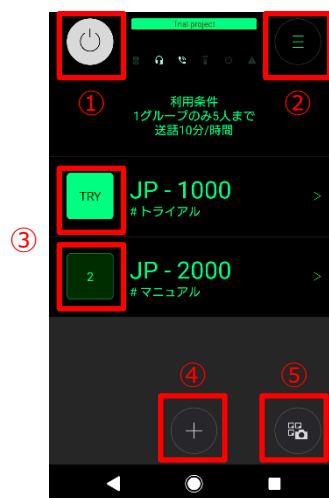 Trial project
① ②
利用条件
1グループのみ5人まで
送話10分/時間
③
TRY JP - 1000 >
#トライアル
2 JP - 2000 >
#マニュアル
④ ⑤